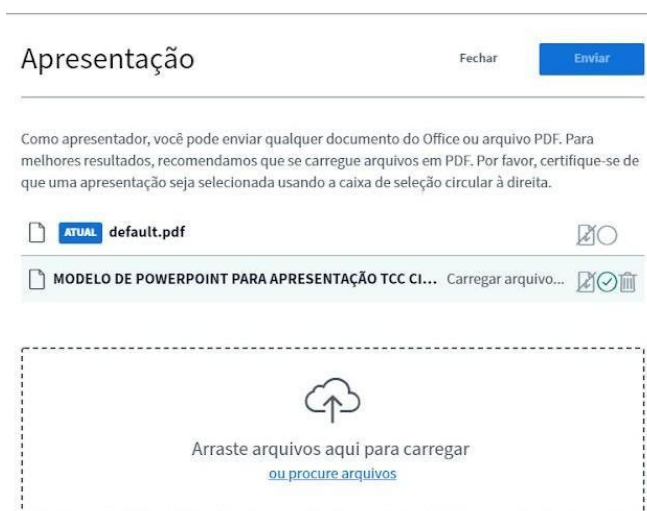 Apresentação
Fechar
Enviar
Como apresentador, você pode enviar qualquer documento do Office ou arquivo PDF. Para
melhores resultados, recomendamos que se carregue arquivos em PDF. Por favor, certifique-se de
que uma apresentação seja selecionada usando a caixa de seleção circular à direita.
ATUAL default.pdf
MODELO DE POWERPOINT PARA APRESENTAÇÃO TCC CI... Carregar arquivo...
Arraste arquivos aqui para carregar
ou procure arquivos